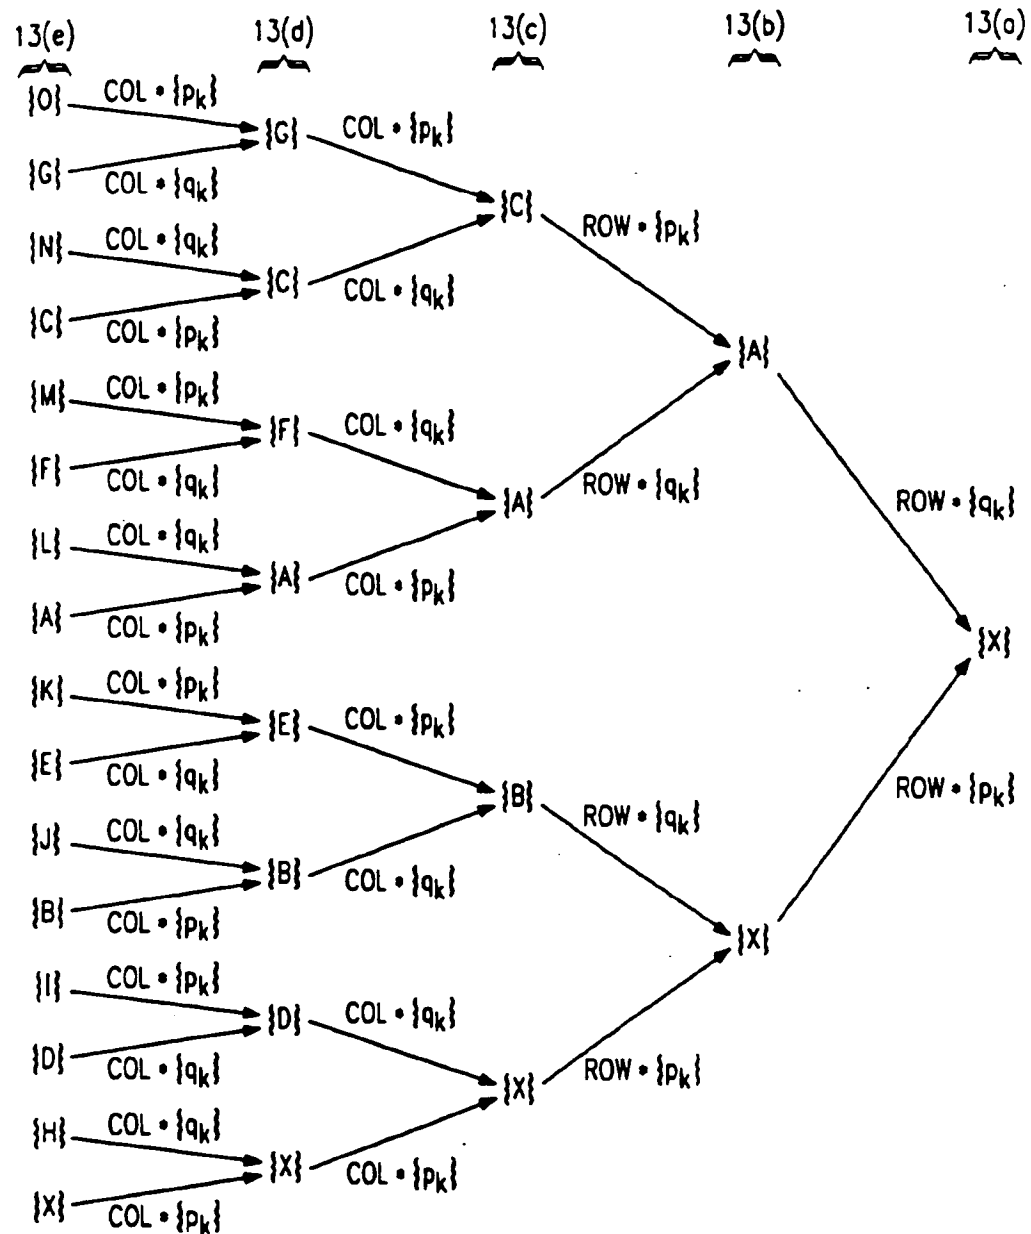 13(e) 13(d) 13(c) 13(b) 13(a)
{O} COL * {pk}
{G} COL * {pk}
{G} COL * {qk}
{C} ROW * {pk}
{N} COL * {qk}
{C} COL * {qk}
{C} COL * {pk}
{A}
{M} COL * {pk}
{F} COL * {qk}
{F} COL * {qk}
{A} ROW * {qk}
ROW * {qk}
{L} COL * {qk}
{A} COL * {pk}
{A} COL * {pk}
{X}
{K} COL * {pk}
{E} COL * {pk}
{E} COL * {qk}
ROW * {pk}
{B} ROW * {qk}
{J} COL * {qk}
{B} COL * {qk}
{B} COL * {pk}
{X}
{I} COL * {pk}
{D} COL * {qk}
{D} COL * {qk}
{X} ROW * {pk}
{H} COL * {qk}
{X} COL * {pk}
{X} COL * {pk}